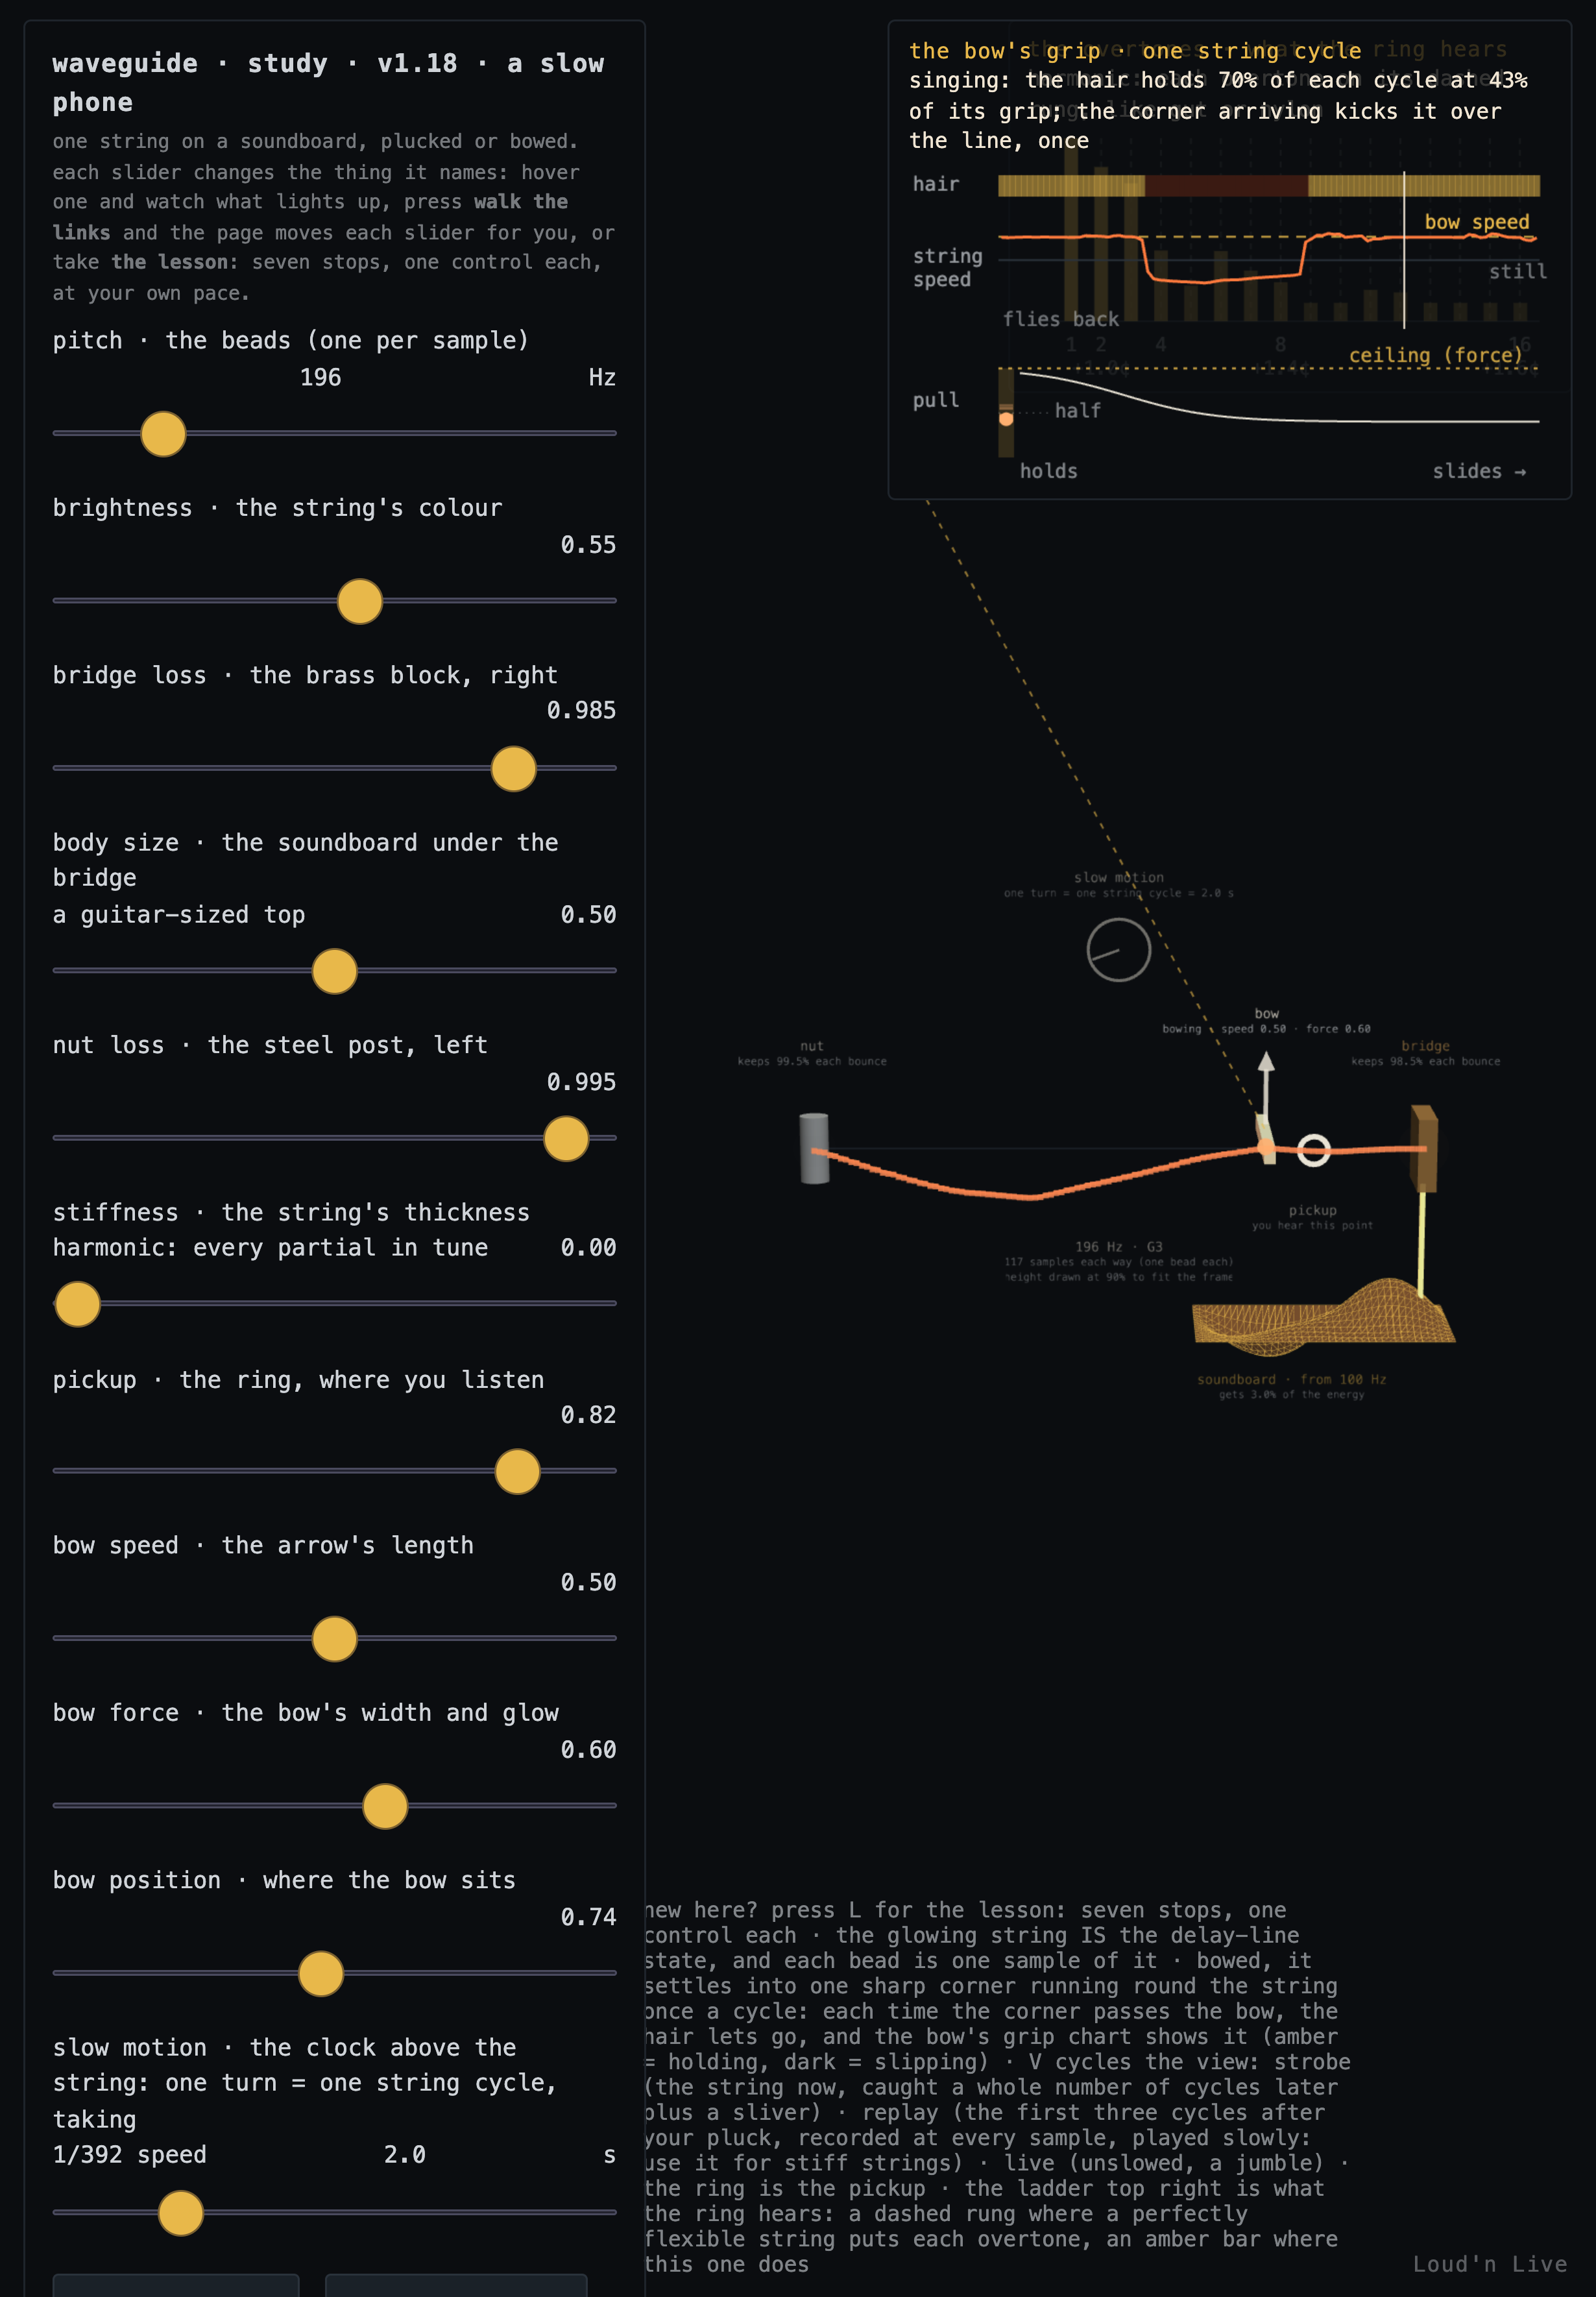 waveguide · study · v1.18 · a slow
phone
one string on a soundboard, plucked or bowed.
each slider changes the thing it names: hover
one and watch what lights up, press walk the
links and the page moves each slider for you, or
take the lesson: seven stops, one control each,
at your own pace.
pitch · the beads (one per sample)
196 Hz
brightness · the string's colour
0.55
bridge loss · the brass block, right
0.985
body size · the soundboard under the
bridge
a guitar-sized top 0.50
nut loss · the steel post, left
0.995
stiffness · the string's thickness
harmonic: every partial in tune 0.00
pickup · the ring, where you listen
0.82
bow speed · the arrow's length
0.50
bow force · the bow's width and glow
0.60
bow position · where the bow sits
0.74
slow motion · the clock above the
string: one turn = one string cycle,
taking
1/392 speed 2.0 s
the bow's grip · one string cycle
singing: the hair holds 70% of each cycle at 43%
of its grip; the corner arriving kicks it over
the line, once
hair
bow speed
string
speed
still
flies back
1 2 4 8 16
ceiling (force)
pull
half
holds slides →
slow motion
one turn = one string cycle = 2.0 s
bow
bowing · speed 0.50 · force 0.60
nut
keeps 99.5% each bounce
bridge
keeps 98.5% each bounce
pickup
you hear this point
196 Hz · G3
117 samples each way (one bead each)
height drawn at 90% to fit the frame
soundboard · from 100 Hz
gets 3.0% of the energy
new here? press L for the lesson: seven stops, one
control each · the glowing string IS the delay-line
state, and each bead is one sample of it · bowed, it
settles into one sharp corner running round the string
once a cycle: each time the corner passes the bow, the
hair lets go, and the bow's grip chart shows it (amber
= holding, dark = slipping) · V cycles the view: strobe
(the string now, caught a whole number of cycles later
plus a sliver) · replay (the first three cycles after
your pluck, recorded at every sample, played slowly:
use it for stiff strings) · live (unslowed, a jumble) ·
the ring is the pickup · the ladder top right is what
the ring hears: a dashed rung where a perfectly
flexible string puts each overtone, an amber bar where
this one does
Loud'n Live